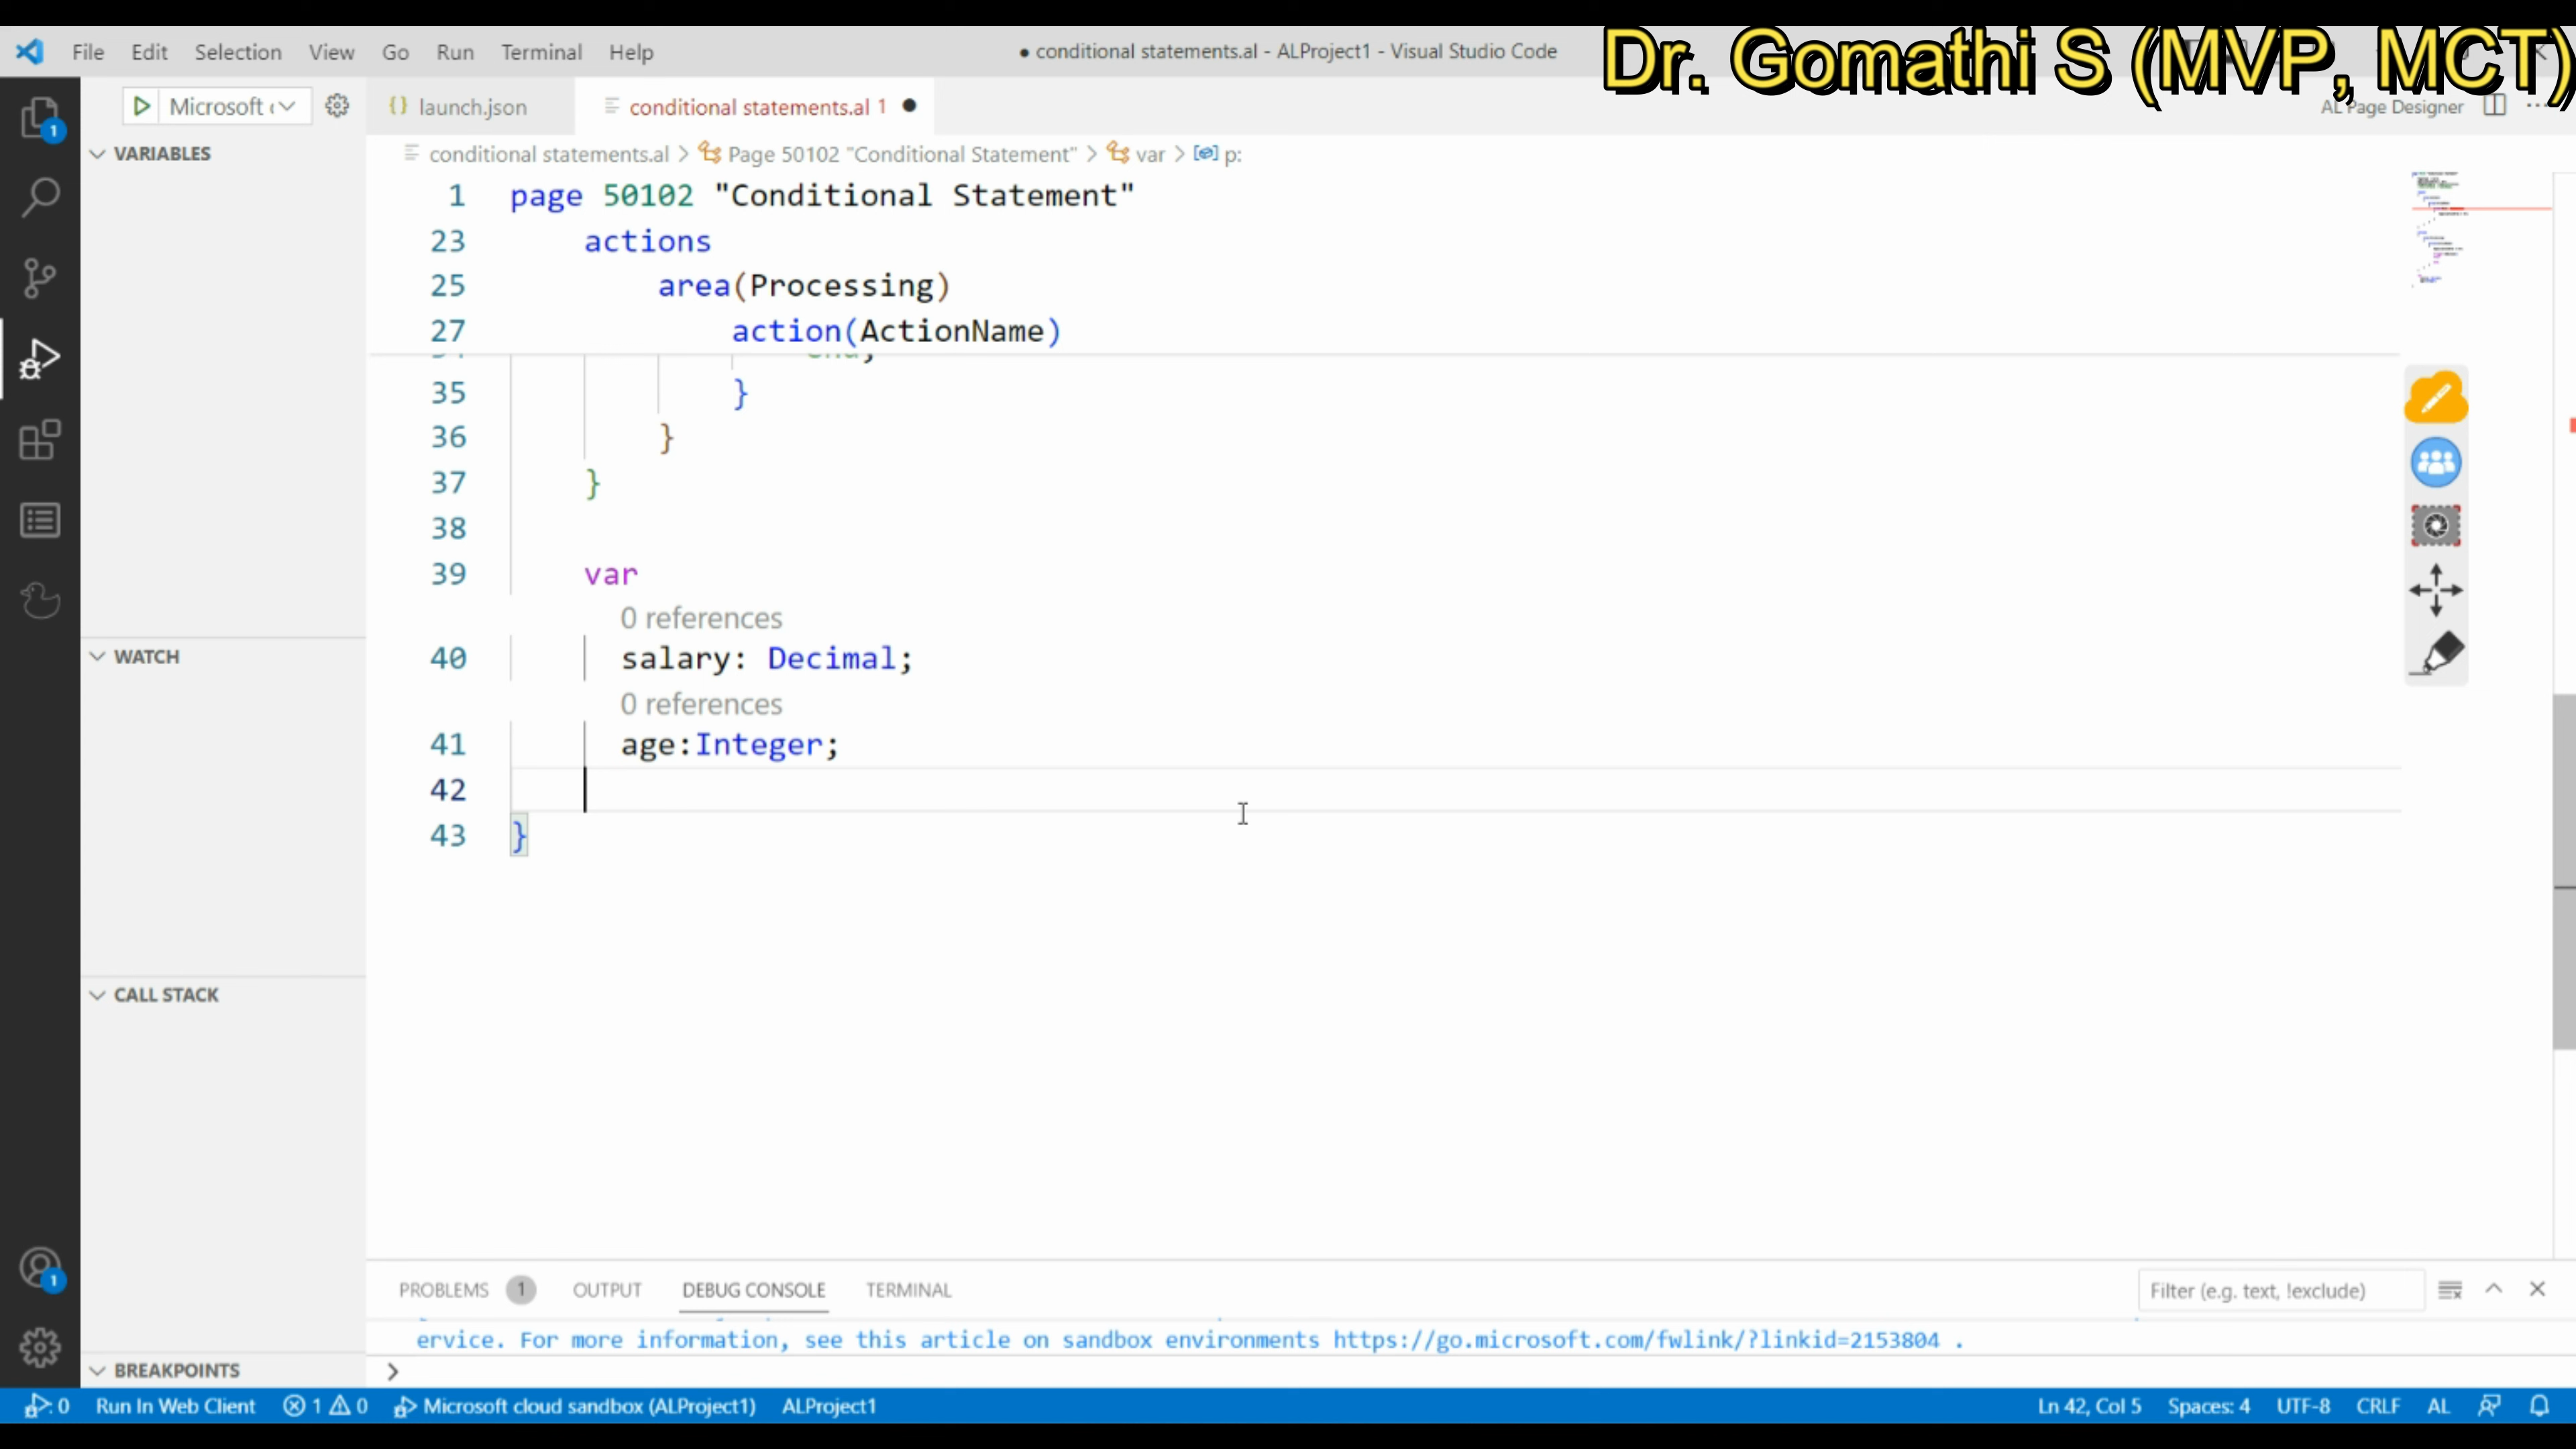 Dr. Gomathi S (MVP, MCT)
File Edit Selection View Go Run Terminal Help
● conditional statements.al - ALProject1 - Visual Studio Code
Microsoft
launch.json
conditional statements.al 1
AL Page Designer
VARIABLES
conditional statements.al > Page 50102 "Conditional Statement" > var > p:
1 page 50102 "Conditional Statement"
23 actions
25 area(Processing)
27 action(ActionName)
35 }
36 }
37 }
38
39 var
0 references
40 salary: Decimal;
0 references
41 age:Integer;
42
43 }
WATCH
CALL STACK
BREAKPOINTS
PROBLEMS 1 OUTPUT DEBUG CONSOLE TERMINAL
Filter (e.g. text, !exclude)
ervice. For more information, see this article on sandbox environments https://go.microsoft.com/fwlink/?linkid=2153804 .
>
0 Run In Web Client 1 0 Microsoft cloud sandbox (ALProject1) ALProject1
Ln 42, Col 5 Spaces: 4 UTF-8 CRLF AL